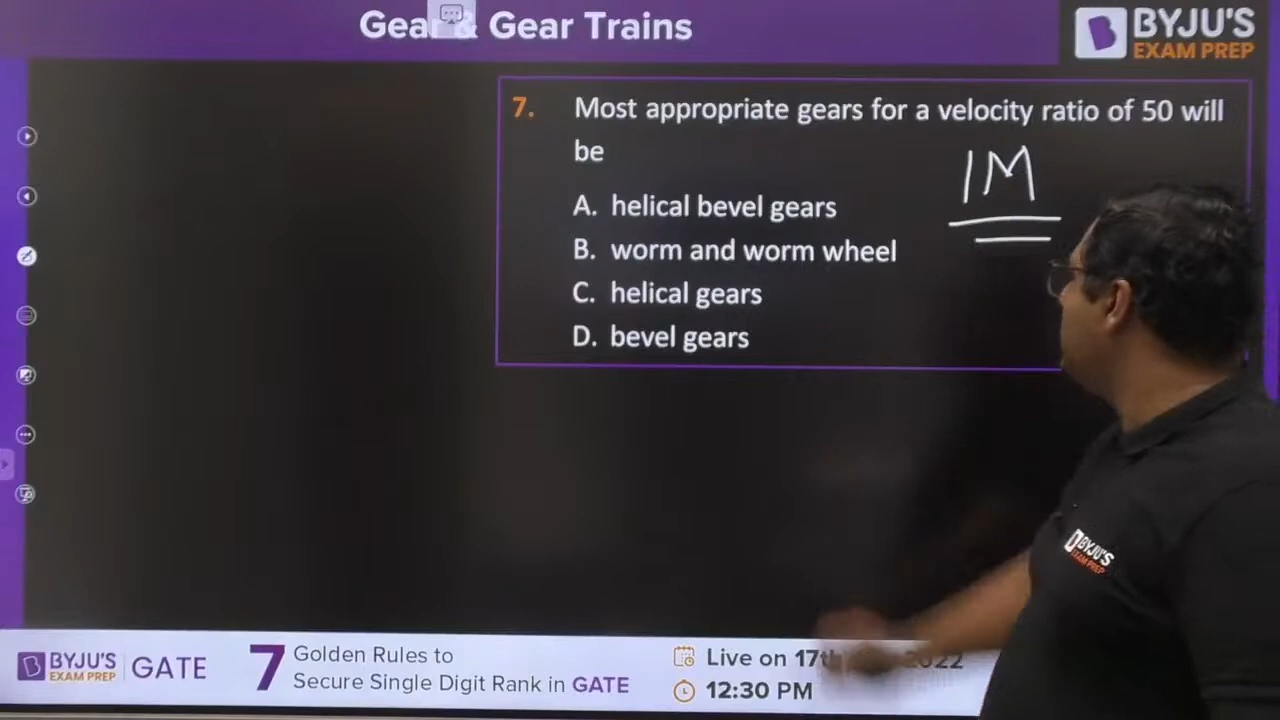 Gear & Gear Trains
BYJU'S
EXAM PREP
7. Most appropriate gears for a velocity ratio of 50 will
be
1M
A. helical bevel gears
B. worm and worm wheel
C. helical gears
D. bevel gears
BYJU'S
EXAM PREP
BYJU'S
EXAM PREP
GATE
7 Golden Rules to
Secure Single Digit Rank in GATE
Live on 17th 2022
12:30 PM